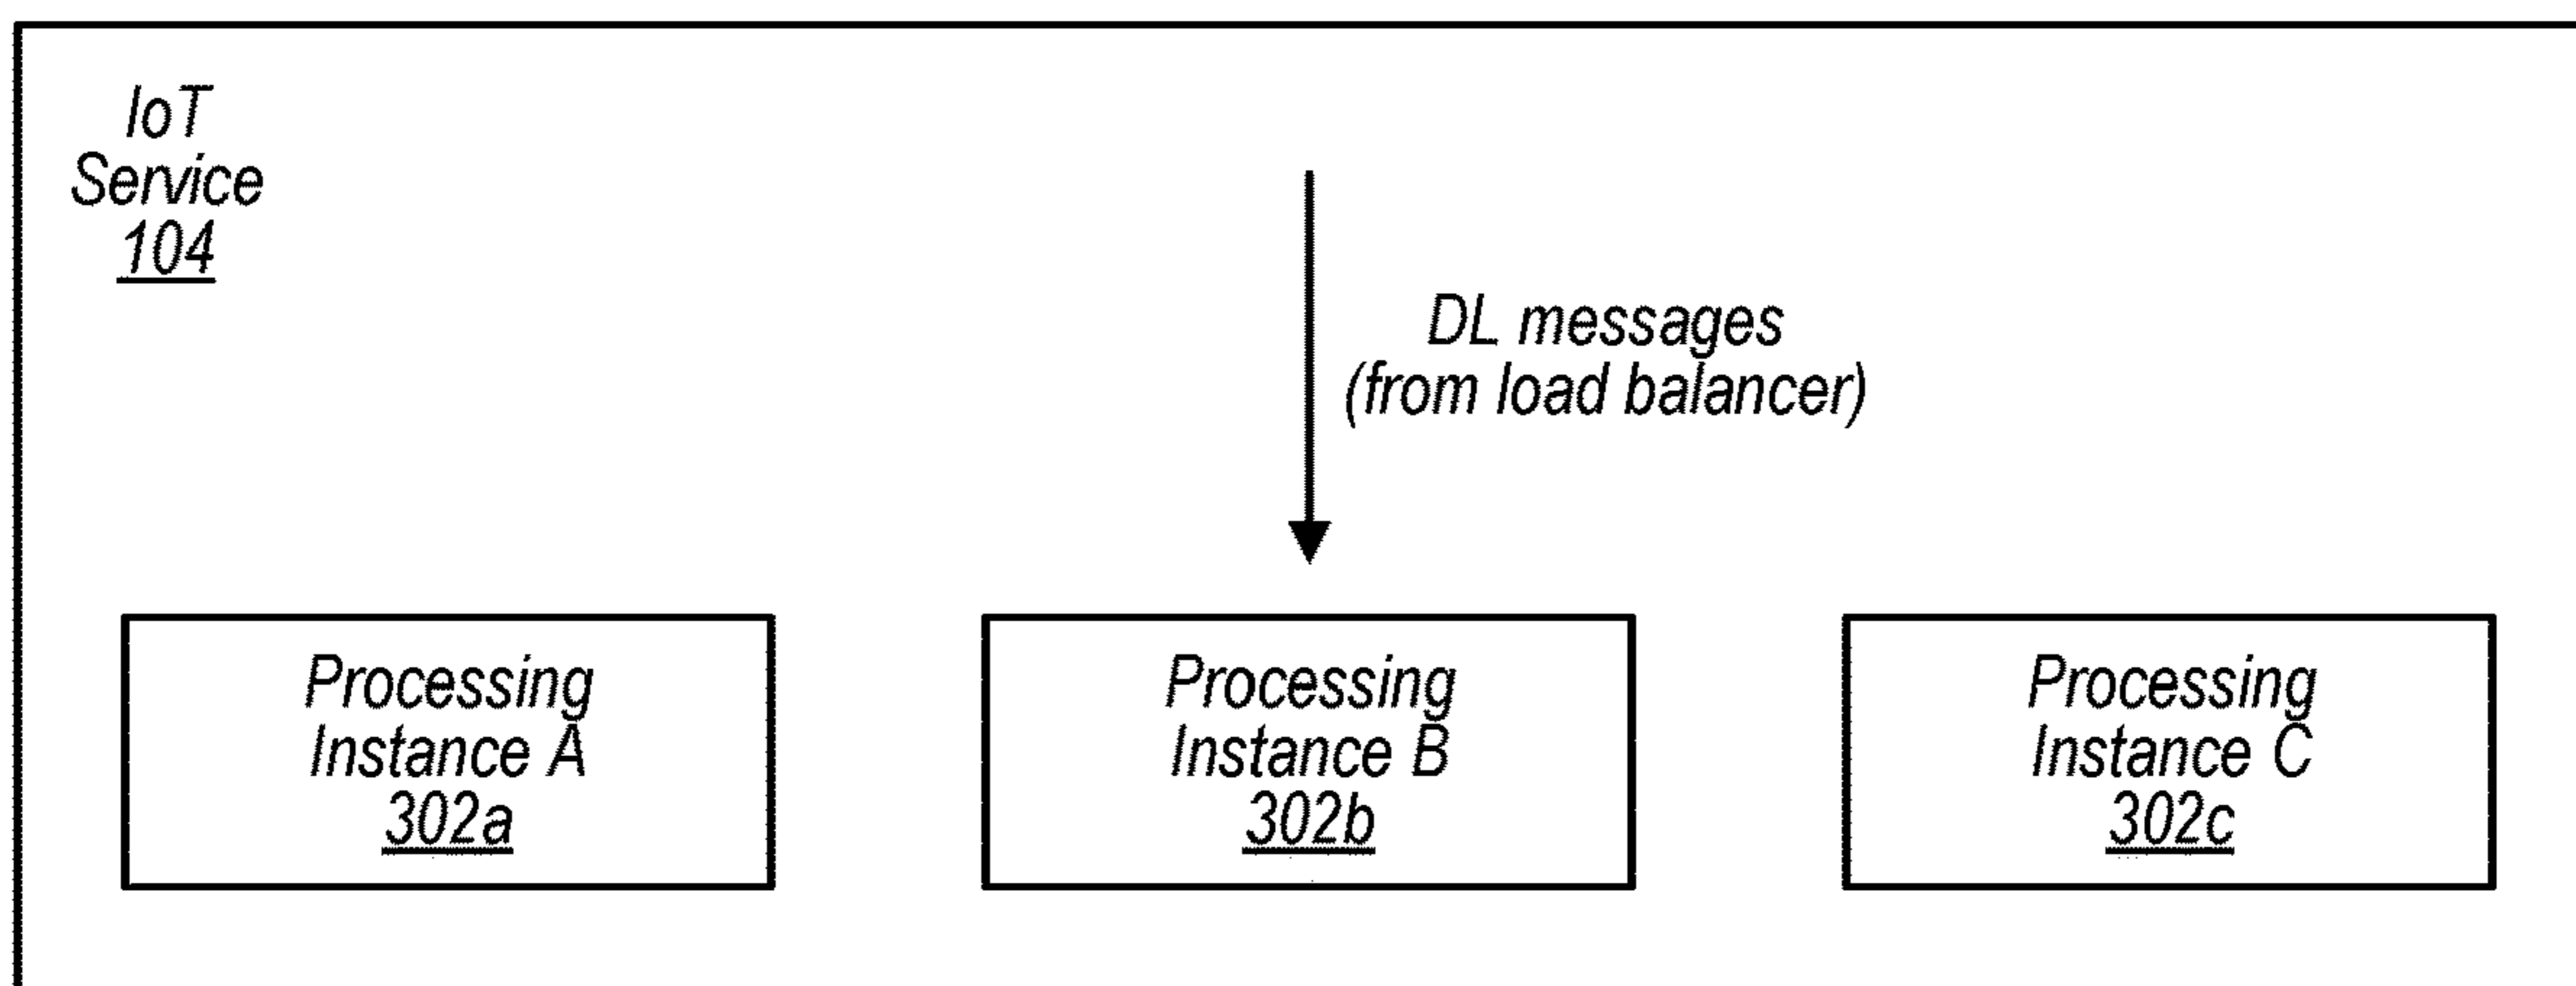 IoT
Service
104
DL messages
(from load balancer)
Processing
Instance A
302a
Processing
Instance B
302b
Processing
Instance C
302c